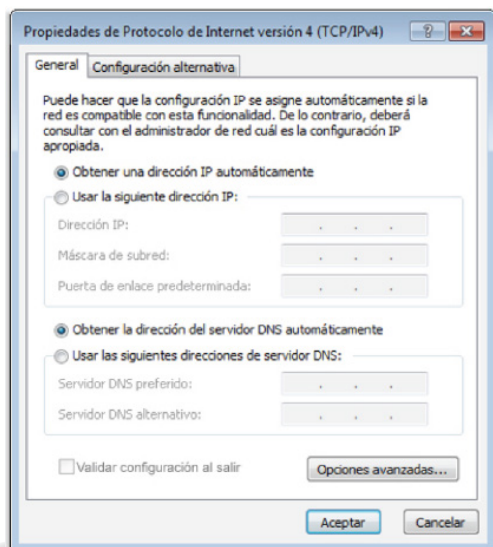 Propiedades de Protocolo de Internet versión 4 (TCP/IPv4)
General
Configuración alternativa
Puede hacer que la configuración IP se asigne automáticamente si la
red es compatible con esta funcionalidad. De lo contrario, deberá
consultar con el administrador de red cuál es la configuración IP
apropiada.
Obtener una dirección IP automáticamente
Usar la siguiente dirección IP:
Dirección IP:
Máscara de subred:
Puerta de enlace predeterminada:
Obtener la dirección del servidor DNS automáticamente
Usar las siguientes direcciones de servidor DNS:
Servidor DNS preferido:
Servidor DNS alternativo:
Validar configuración al salir
Opciones avanzadas...
Aceptar
Cancelar